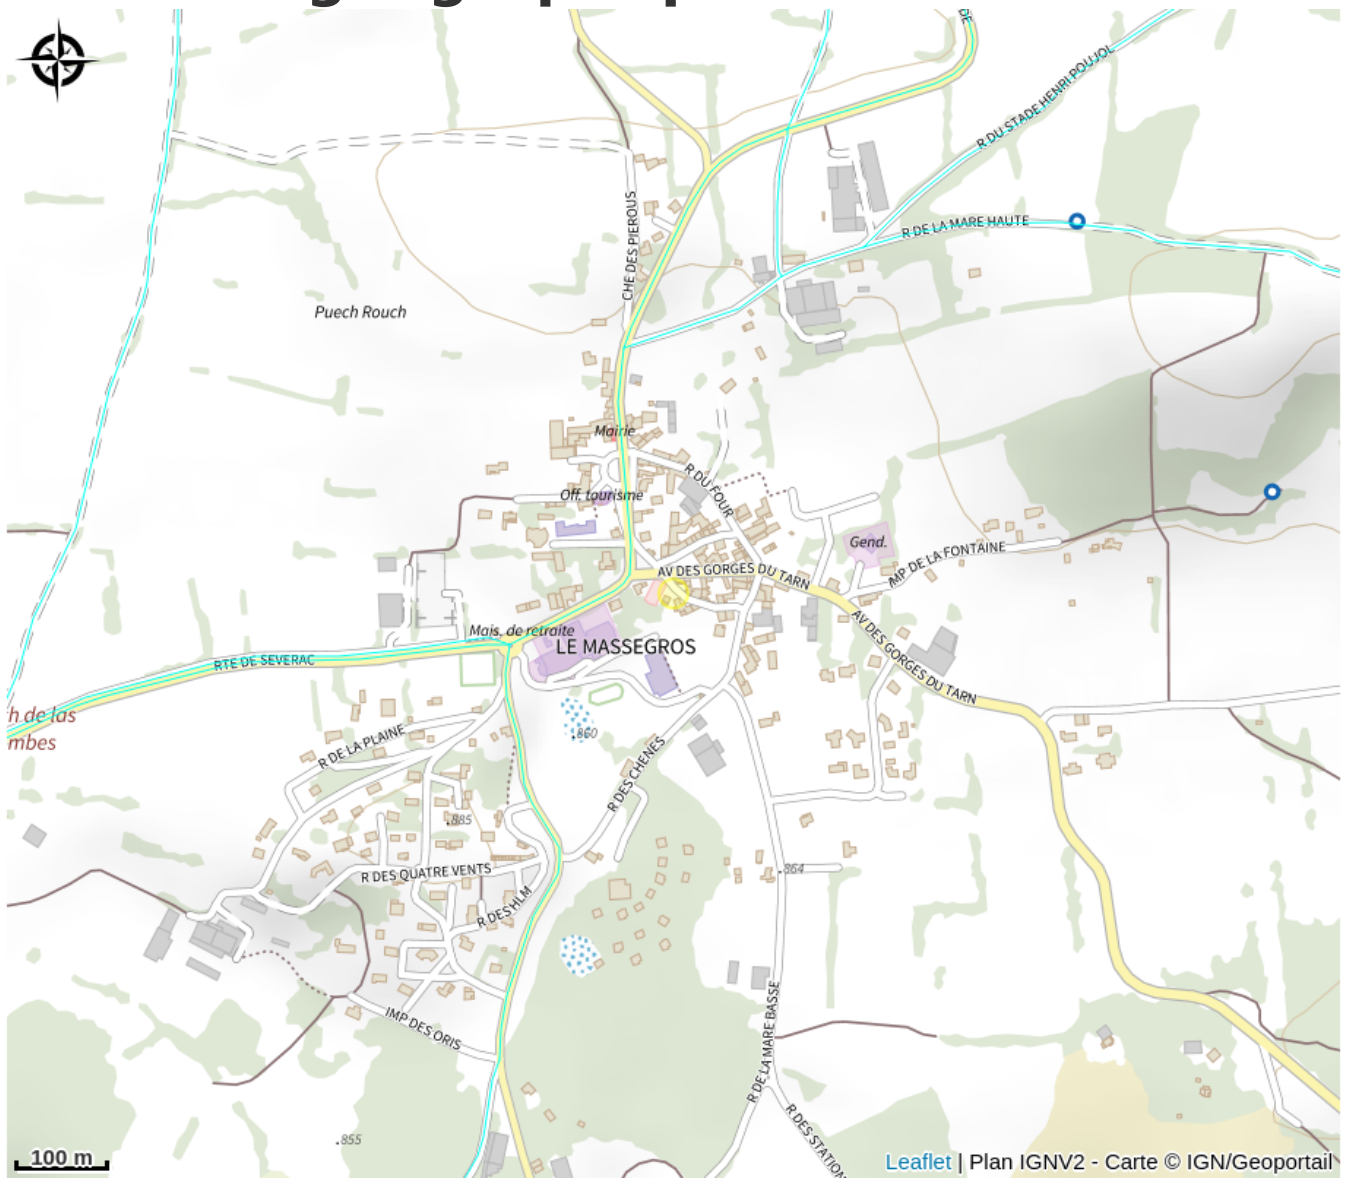 DE
R DU STADE HENRI POUJOL
CHE DES PIEROUS
R DE LA MARE HAUTE
Puech Rouch
Mairie
R DU FOUR
Off. tourisme
Gend.
IMP DE LA FONTAINE
AV DES GORGES DU TARN
AV DES GORGES DU TARN
Mais. de retraite
LE MASSEGROS
RTE DE SEVERAC
h de las
mbes
R DE LA PLAINE
860
R DES CHENES
885
R DES QUATRE VENTS
864
R DES HLM
IMP DES ORIS
R DE LA MARE BASSE
R DES STATION
855
100 m
Leaflet | Plan IGNV2 - Carte © IGN/Geoportail